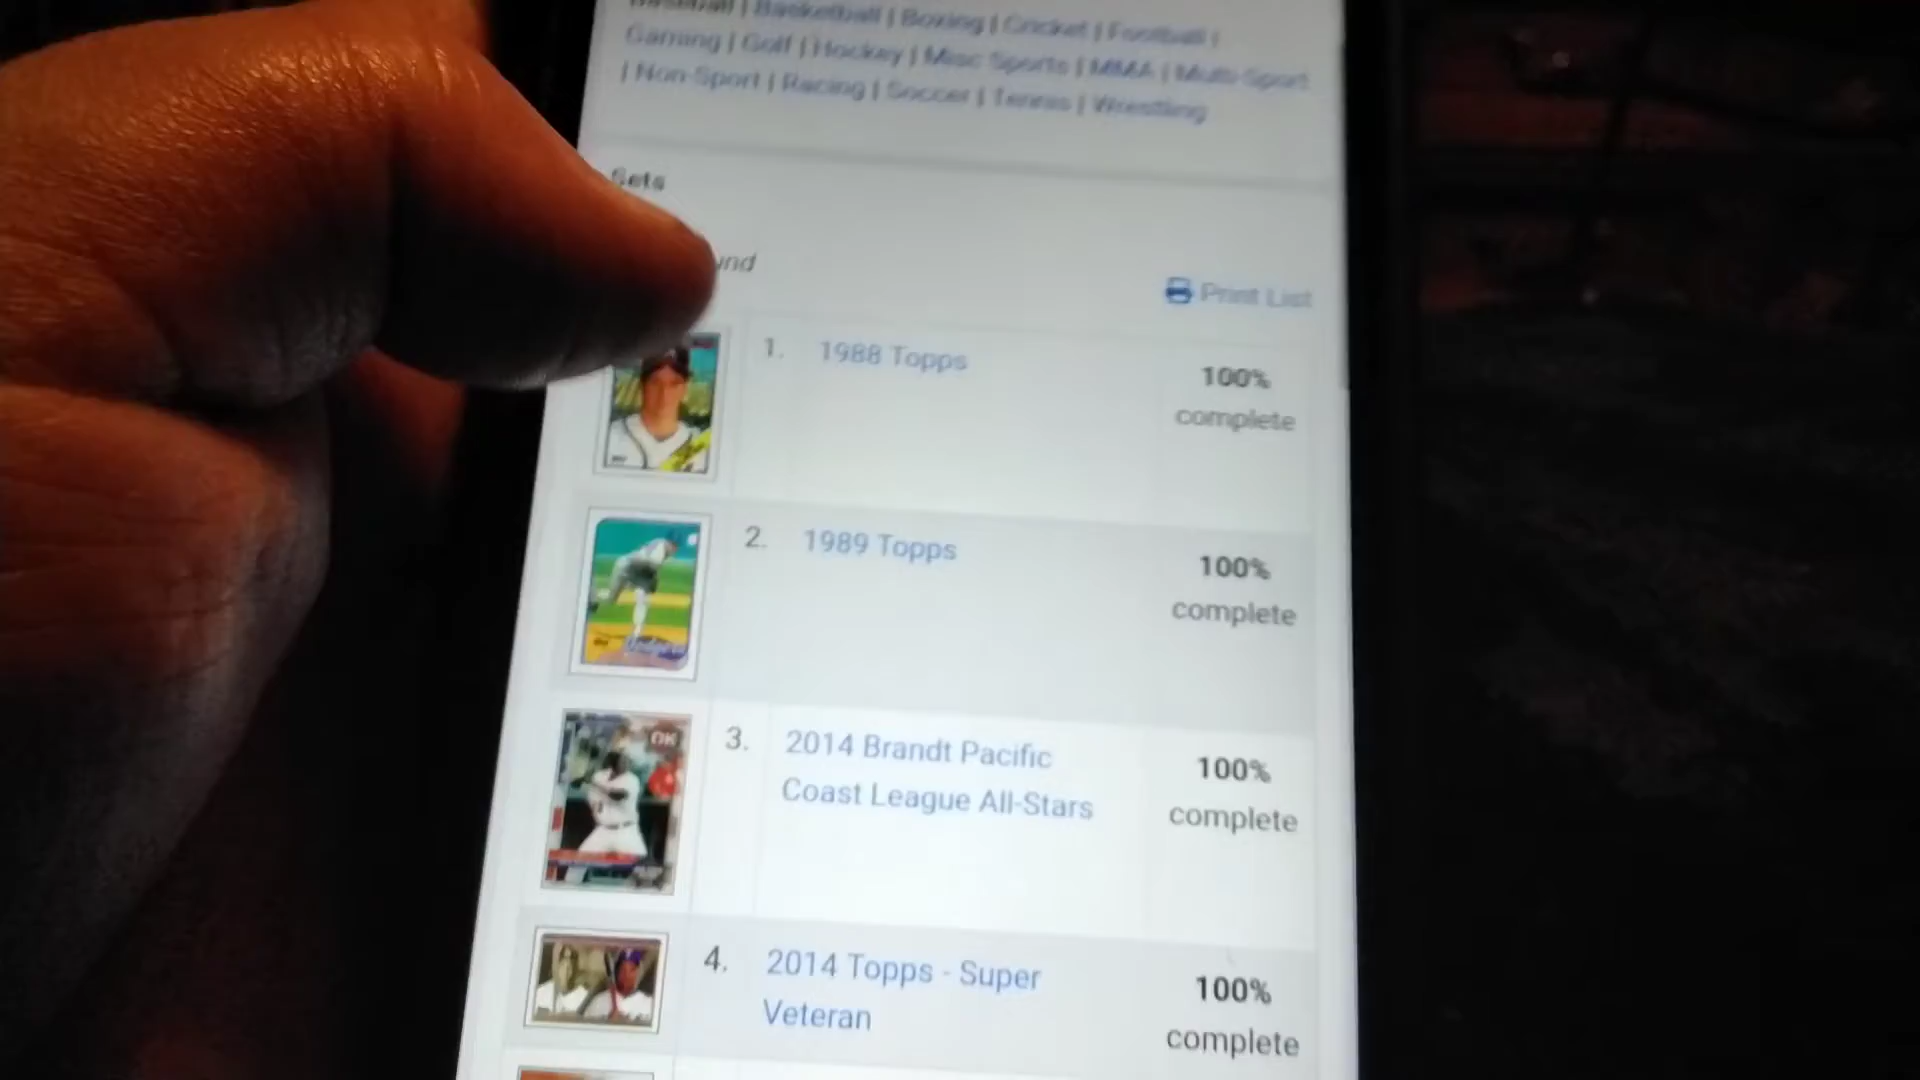 Baseball | Basketball | Boxing | Cricket | Football |
Gaming | Golf | Hockey | Misc Sports | MMA | Multi-Sport
| Non-Sport | Racing | Soccer | Tennis | Wrestling
Sets
Print List
1. 1988 Topps
100%
complete
2. 1989 Topps
100%
complete
3. 2014 Brandt Pacific
Coast League All-Stars
100%
complete
4. 2014 Topps - Super
Veteran
100%
complete